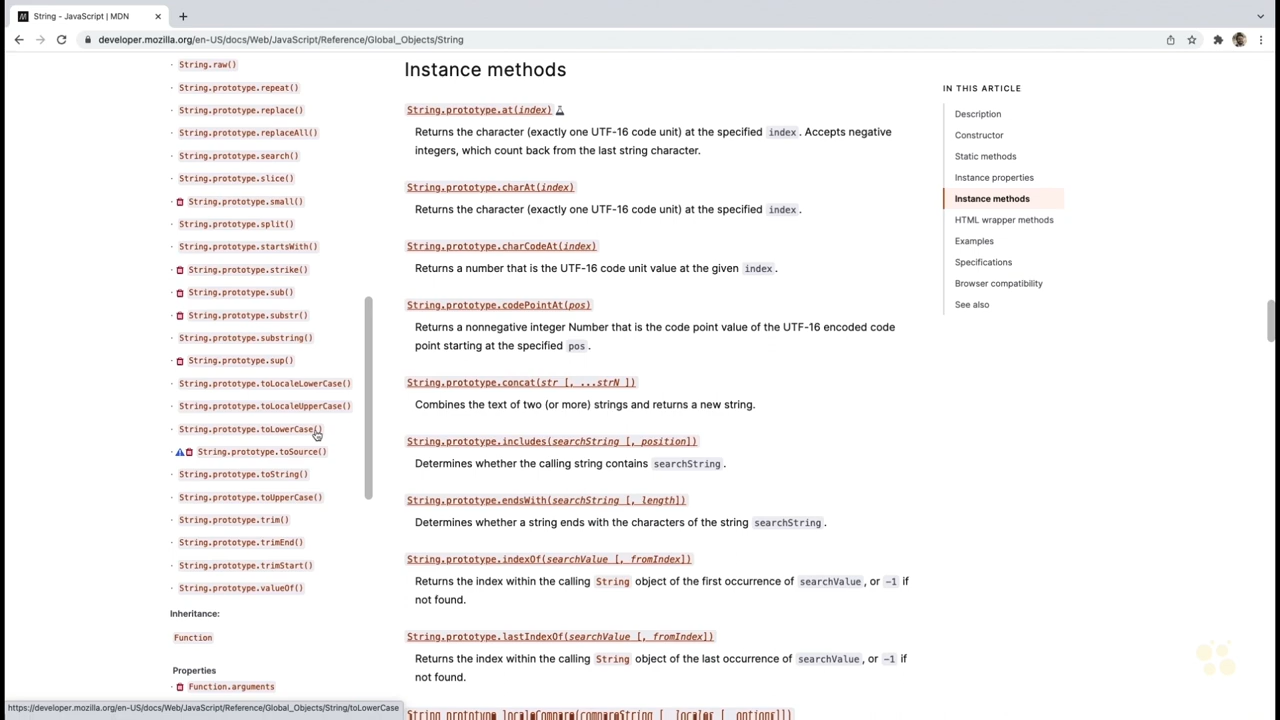 String - JavaScript | MDN
developer.mozilla.org/en-US/docs/Web/JavaScript/Reference/Global_Objects/String
String.raw()
String.prototype.repeat()
String.prototype.replace()
String.prototype.replaceAll()
String.prototype.search()
String.prototype.slice()
String.prototype.small()
String.prototype.split()
String.prototype.startsWith()
String.prototype.strike()
String.prototype.sub()
String.prototype.substr()
String.prototype.substring()
String.prototype.sup()
String.prototype.toLocaleLowerCase()
String.prototype.toLocaleUpperCase()
String.prototype.toLowerCase()
String.prototype.toSource()
String.prototype.toString()
String.prototype.toUpperCase()
String.prototype.trim()
String.prototype.trimEnd()
String.prototype.trimStart()
String.prototype.valueOf()
Inheritance:
Function
Properties
Function.arguments
Instance methods
String.prototype.at(index)
Returns the character (exactly one UTF-16 code unit) at the specified index. Accepts negative
integers, which count back from the last string character.
String.prototype.charAt(index)
Returns the character (exactly one UTF-16 code unit) at the specified index.
String.prototype.charCodeAt(index)
Returns a number that is the UTF-16 code unit value at the given index.
String.prototype.codePointAt(pos)
Returns a nonnegative integer Number that is the code point value of the UTF-16 encoded code
point starting at the specified pos.
String.prototype.concat(str [, ...strN ])
Combines the text of two (or more) strings and returns a new string.
String.prototype.includes(searchString [, position])
Determines whether the calling string contains searchString.
String.prototype.endsWith(searchString [, length])
Determines whether a string ends with the characters of the string searchString.
String.prototype.indexOf(searchValue [, fromIndex])
Returns the index within the calling String object of the first occurrence of searchValue, or -1 if
not found.
String.prototype.lastIndexOf(searchValue [, fromIndex])
Returns the index within the calling String object of the last occurrence of searchValue, or -1 if
not found.
String.prototype.localeCompare(compareString [, locales [, options]])
IN THIS ARTICLE
Description
Constructor
Static methods
Instance properties
Instance methods
HTML wrapper methods
Examples
Specifications
Browser compatibility
See also
https://developer.mozilla.org/en-US/docs/Web/JavaScript/Reference/Global_Objects/String/toLowerCase